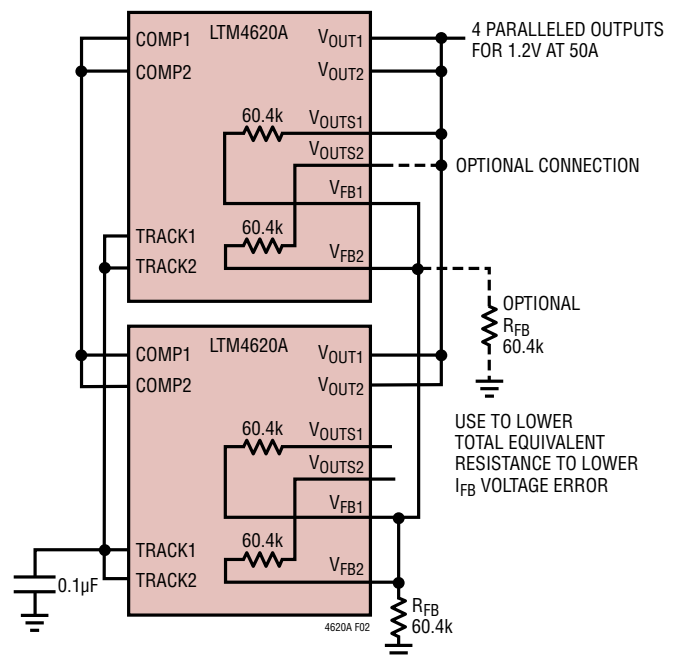 COMP1
LTM4620A
VOUT1
4 PARALLELED OUTPUTS
FOR 1.2V AT 50A
COMP2
VOUT2
60.4k
VOUTS1
VOUTS2
OPTIONAL CONNECTION
VFB1
60.4k
TRACK1
VFB2
TRACK2
OPTIONAL
RFB
60.4k
COMP1
LTM4620A
VOUT1
COMP2
VOUT2
USE TO LOWER
TOTAL EQUIVALENT
RESISTANCE TO LOWER
IFB VOLTAGE ERROR
60.4k
VOUTS1
VOUTS2
VFB1
60.4k
TRACK1
VFB2
TRACK2
0.1µF
RFB
60.4k
4620A F02